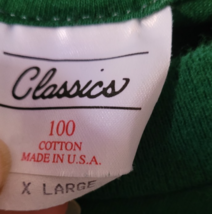 Classics
100
COTTON
MADE IN U.S.A.
X LARGE